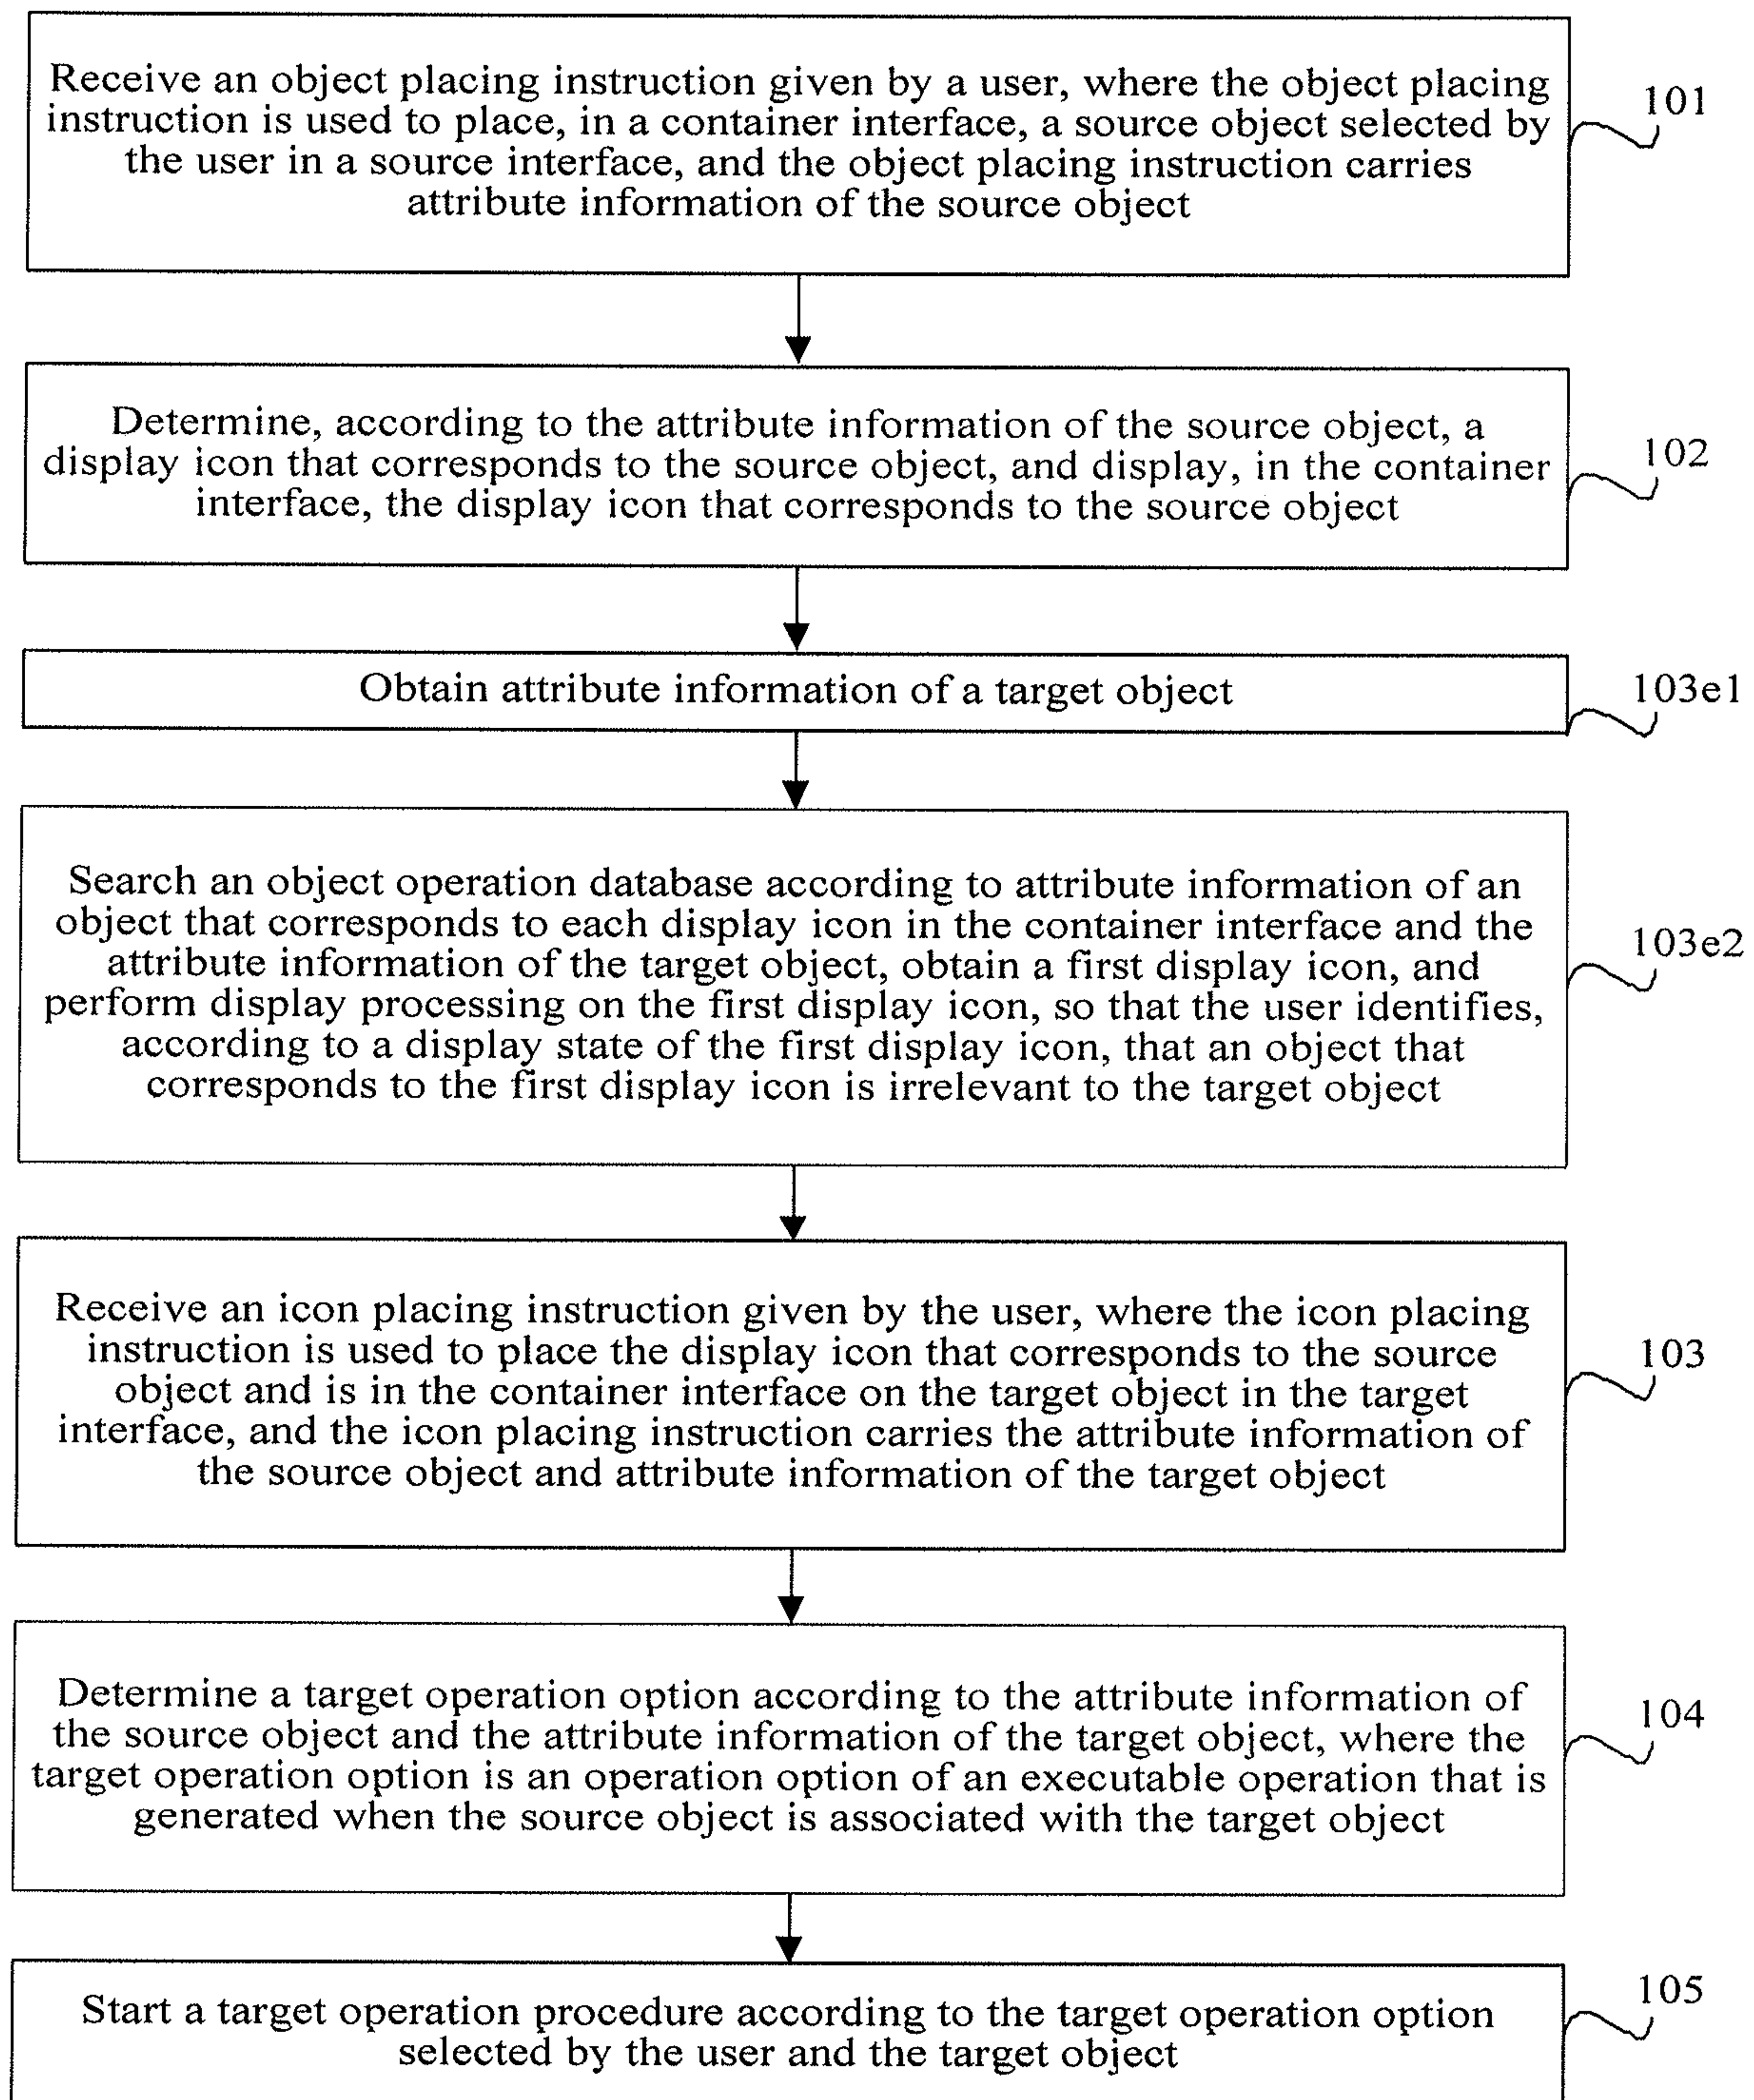 Receive an object placing instruction given by a user, where the object placing
instruction is used to place, in a container interface, a source object selected by
the user in a source interface, and the object placing instruction carries
attribute information of the source object
101
Determine, according to the attribute information of the source object, a
display icon that corresponds to the source object, and display, in the container
interface, the display icon that corresponds to the source object
102
Obtain attribute information of a target object
103e1
Search an object operation database according to attribute information of an
object that corresponds to each display icon in the container interface and the
attribute information of the target object, obtain a first display icon, and
perform display processing on the first display icon, so that the user identifies,
according to a display state of the first display icon, that an object that
corresponds to the first display icon is irrelevant to the target object
103e2
Receive an icon placing instruction given by the user, where the icon placing
instruction is used to place the display icon that corresponds to the source
object and is in the container interface on the target object in the target
interface, and the icon placing instruction carries the attribute information of
the source object and attribute information of the target object
103
Determine a target operation option according to the attribute information of
the source object and the attribute information of the target object, where the
target operation option is an operation option of an executable operation that is
generated when the source object is associated with the target object
104
Start a target operation procedure according to the target operation option
selected by the user and the target object
105